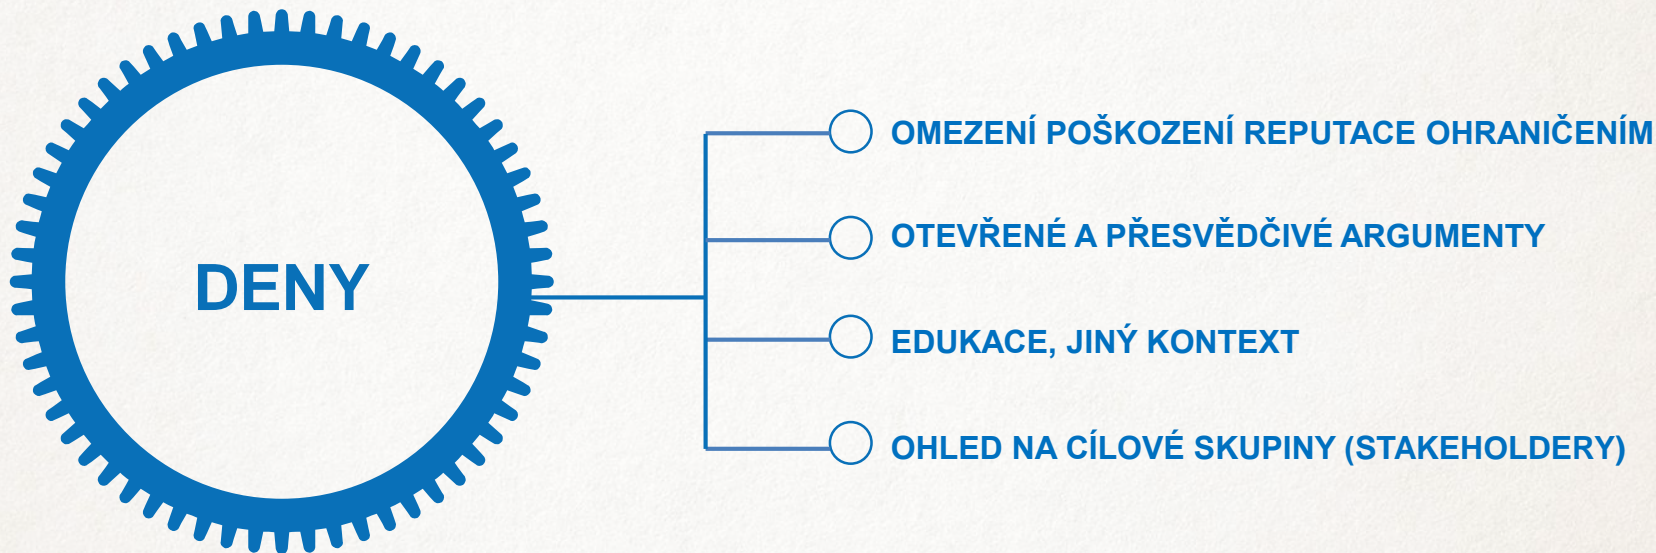 DENY
OMEZENÍ POŠKOZENÍ REPUTACE OHRANIČENÍM
OTEVŘENÉ A PŘESVĚDČIVÉ ARGUMENTY
EDUKACE, JINÝ KONTEXT
OHLED NA CÍLOVÉ SKUPINY (STAKEHOLDERY)